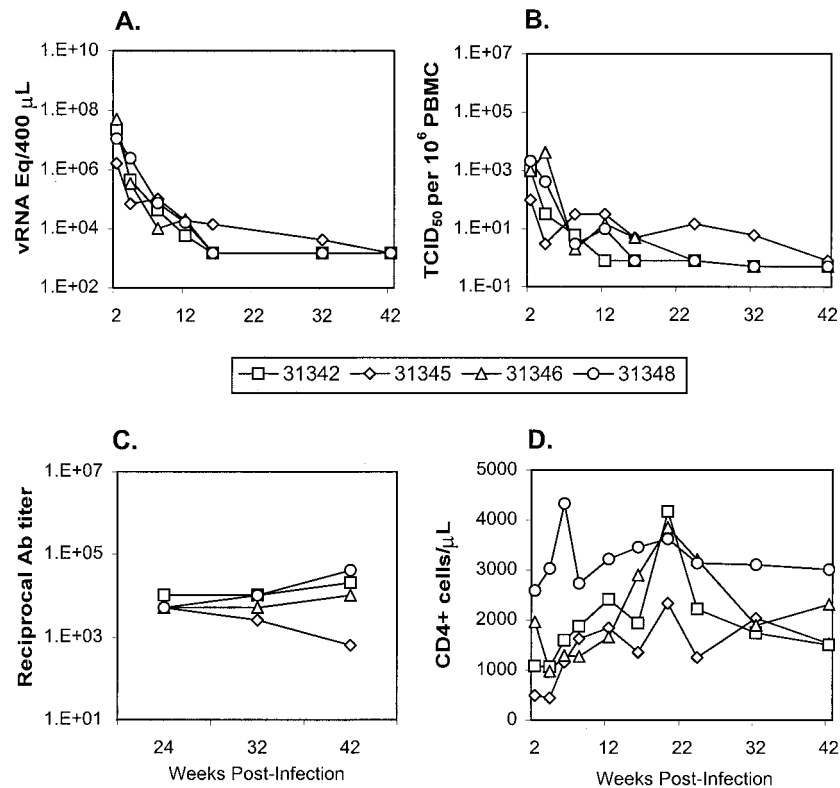 A.
vRNA Eq/400 µL
1.E+10
1.E+08
1.E+06
1.E+04
1.E+02
2 12 22 32 42
B.
TCID50 per 10^6 PBMC
1.E+07
1.E+05
1.E+03
1.E+01
1.E-01
2 12 22 32 42
31342 31345 31346 31348
C.
Reciprocal Ab titer
1.E+07
1.E+05
1.E+03
1.E+01
24 32 42
Weeks Post-Infection
D.
CD4+ cells/µL
5000
4000
3000
2000
1000
0
2 12 22 32 42
Weeks Post-Infection